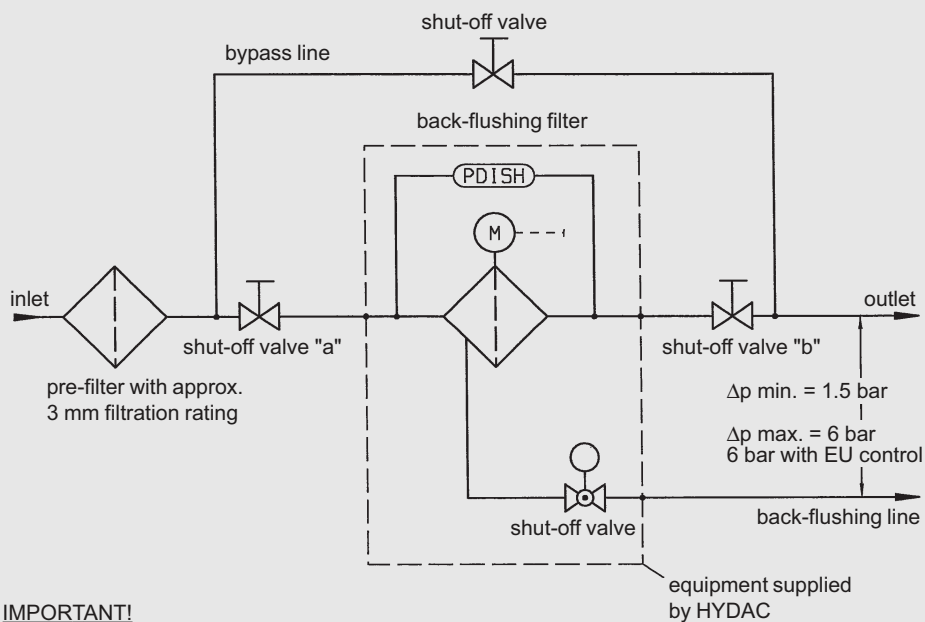 shut-off valve
bypass line
back-flushing filter
PDISH
M
inlet
outlet
shut-off valve "a"
shut-off valve "b"
pre-filter with approx.
3 mm filtration rating
Δp min. = 1.5 bar
Δp max. = 6 bar
6 bar with EU control
shut-off valve
back-flushing line
equipment supplied
by HYDAC
IMPORTANT!